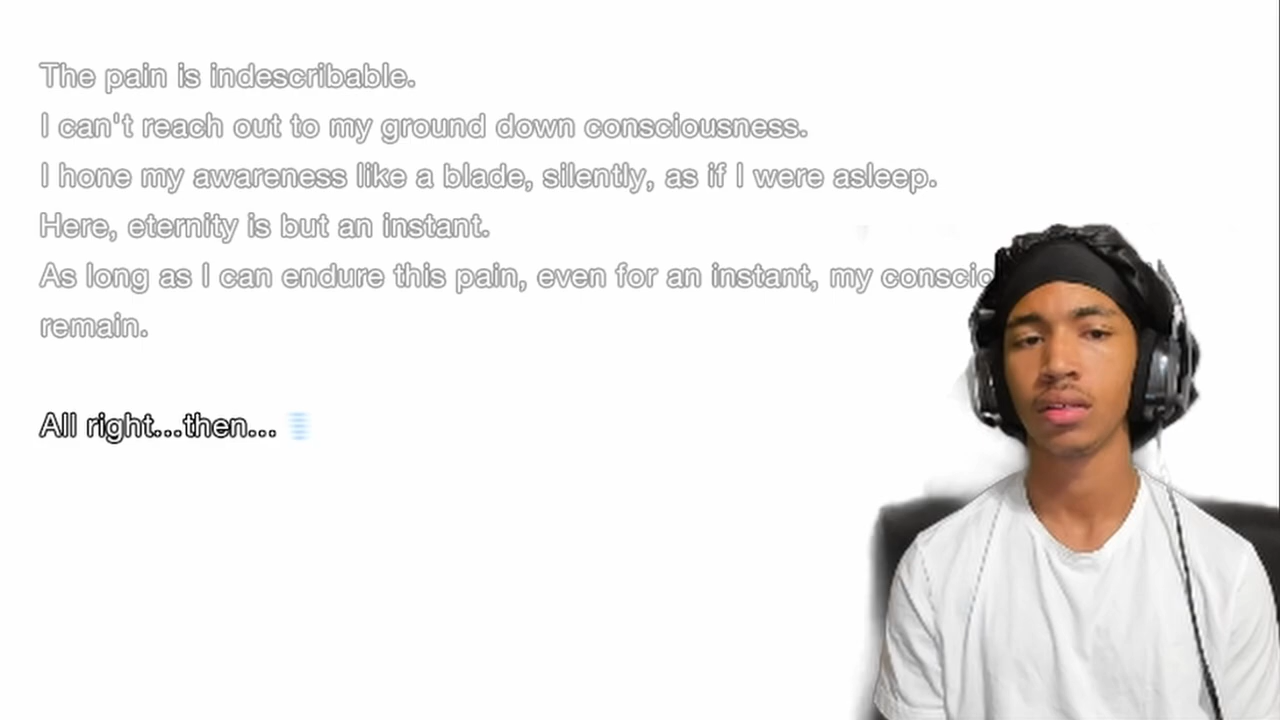 The pain is indescribable.
I can't reach out to my ground down consciousness.
I hone my awareness like a blade, silently, as if I were asleep.
Here, eternity is but an instant.
As long as I can endure this pain, even for an instant, my
remain.
All right...then...